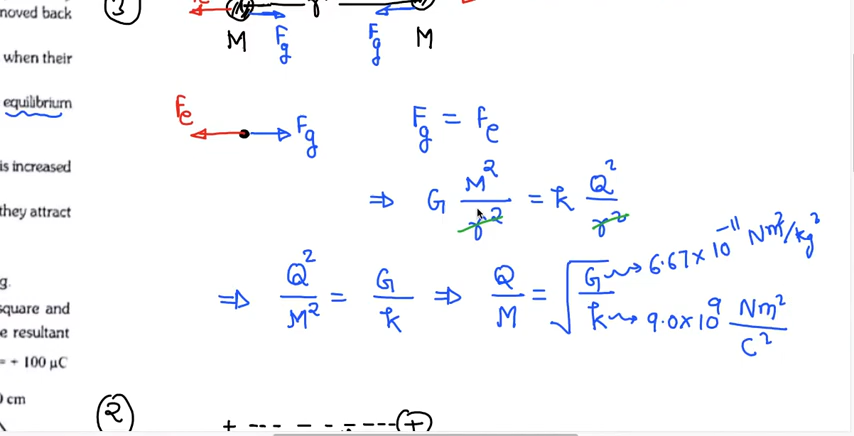 moved back
when their
equilibrium
is increased
they attract
g.
square and
e resultant
= + 100 μC
0 cm
3
M Fg Fg M
Fe Fg
Fg = Fe
⇒ G M²/r² = k Q²/r²
⇒ Q²/M² = G/k ⇒ Q/M = √(G/k)
G → 6.67 × 10⁻¹¹ Nm²/kg²
k → 9.0 × 10⁹ Nm²/C²
2
+ --- - - --- +